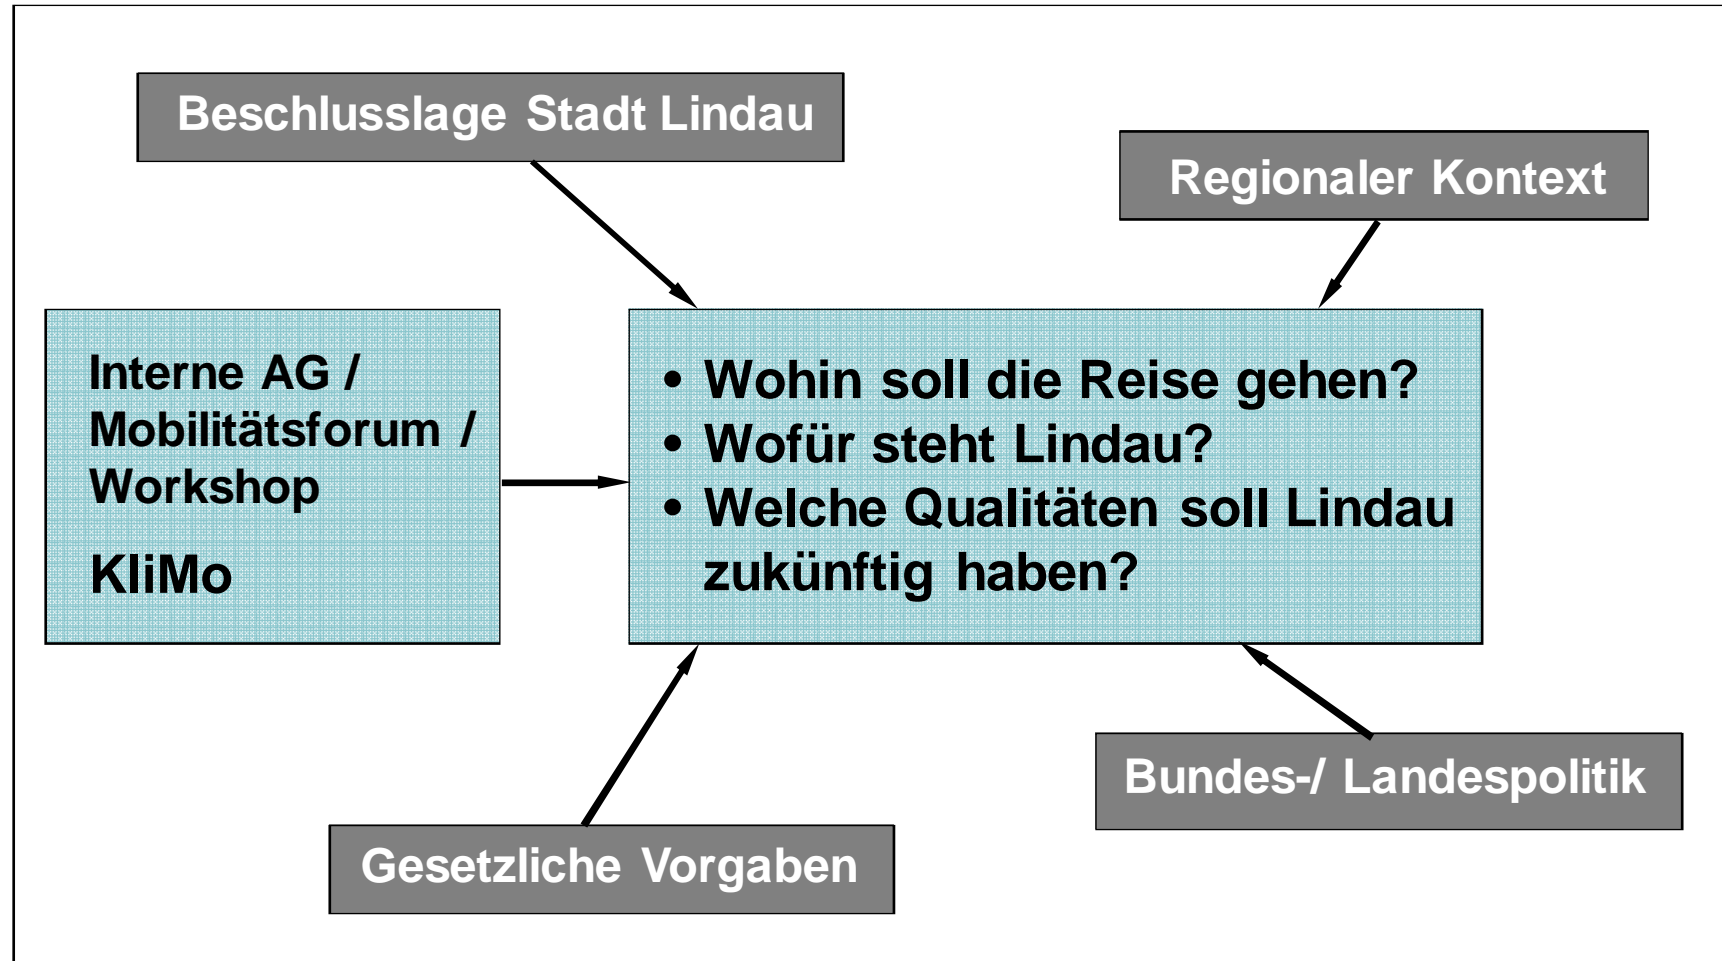 Beschlusslage Stadt Lindau
Regionaler Kontext
Interne AG /
Mobilitätsforum /
Workshop
KliMo
• Wohin soll die Reise gehen?
• Wofür steht Lindau?
• Welche Qualitäten soll Lindau
zukünftig haben?
Bundes-/ Landespolitik
Gesetzliche Vorgaben